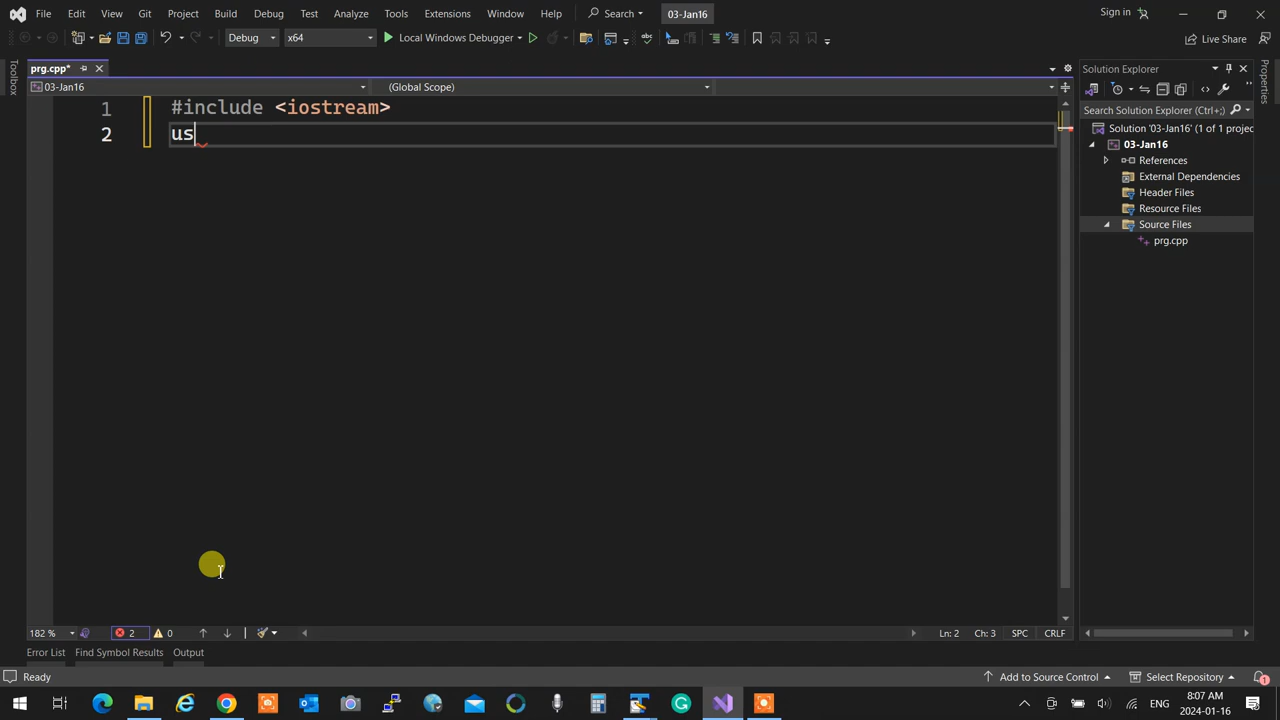 File Edit View Git Project Build Debug Test Analyze Tools Extensions Window Help Search 03-Jan16 Sign in
Debug x64 Local Windows Debugger Live Share
Toolbox
prg.cpp*
03-Jan16 (Global Scope)
1 #include <iostream>
2 us
Solution Explorer
Search Solution Explorer (Ctrl+;)
Solution '03-Jan16' (1 of 1 projec
03-Jan16
References
External Dependencies
Header Files
Resource Files
Source Files
prg.cpp
Properties
182 % 2 0 Ln: 2 Ch: 3 SPC CRLF
Error List Find Symbol Results Output
Ready Add to Source Control Select Repository 1
ENG 8:07 AM
2024-01-16